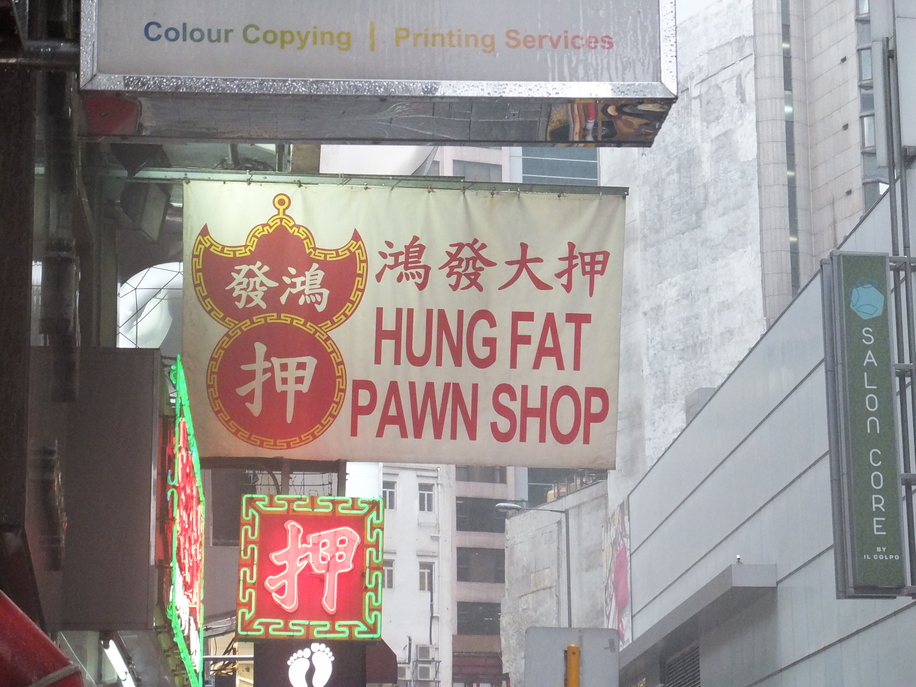 Colour Copying | Printing Services
發鴻
押
鴻發大押
HUNG FAT
PAWN SHOP
押
SALON CORE
BY
IL COLPO